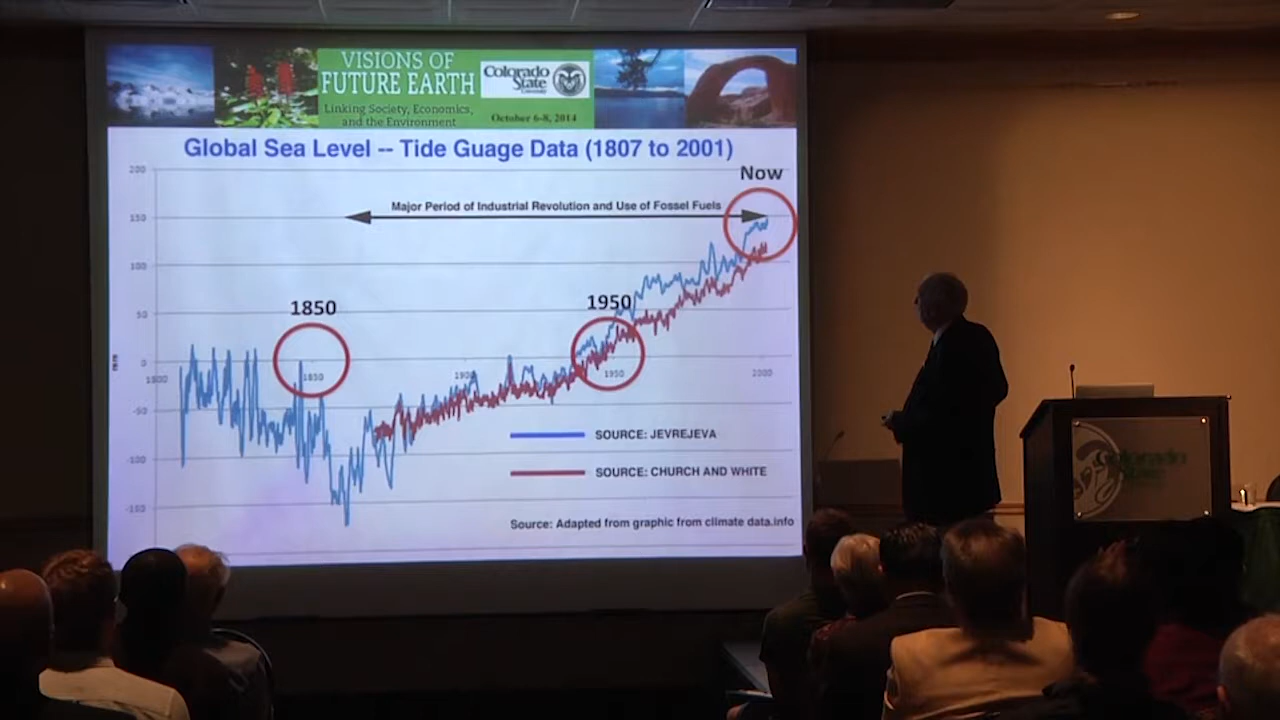 VISIONS OF
FUTURE EARTH
Linking Society, Economics,
and the Environment
Colorado
State
University
October 6-8, 2014
Global Sea Level -- Tide Guage Data (1807 to 2001)
Now
Major Period of Industrial Revolution and Use of Fossel Fuels
200
150
100
50
0
-50
-100
-150
1850
1950
1800
1850
1900
1950
2000
SOURCE: JEVREJEVA
SOURCE: CHURCH AND WHITE
Source: Adapted from graphic from climate data.info
Colorado